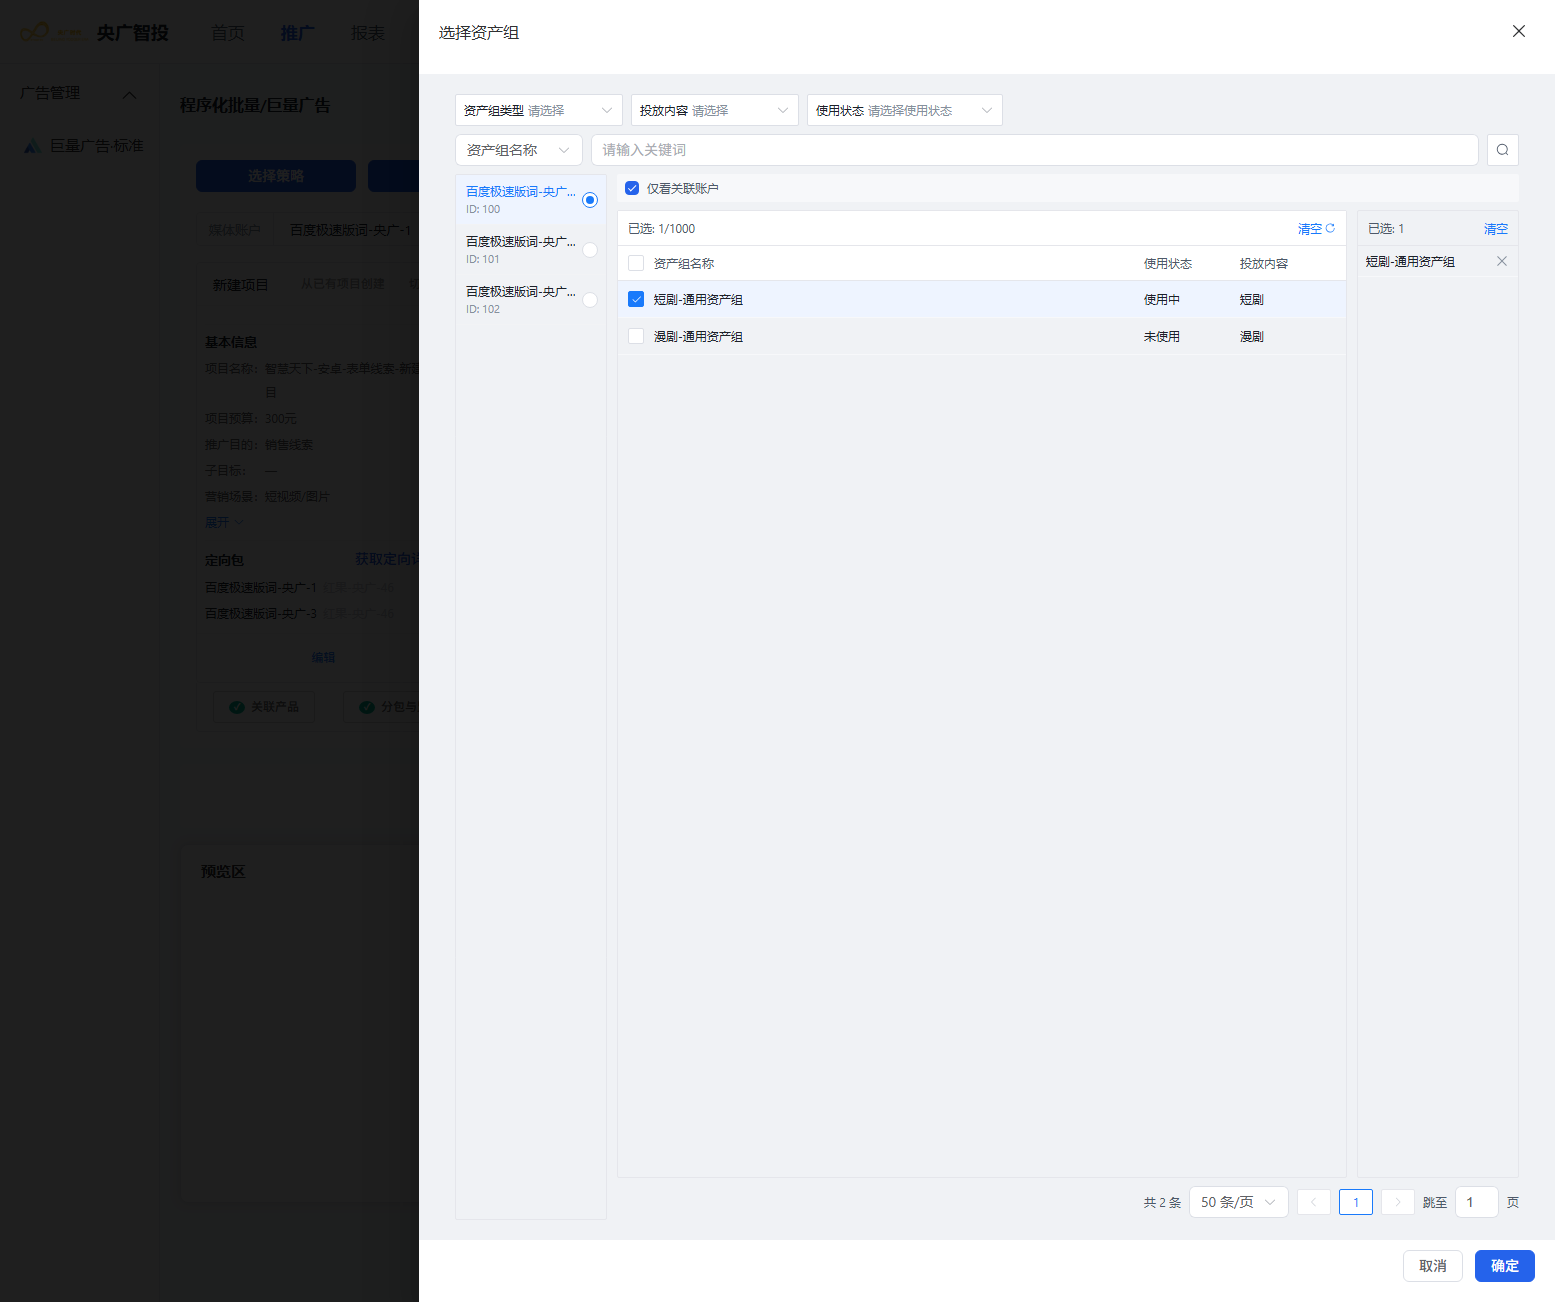 央广智投
首页
推广
报表
广告管理
巨量广告-标准
程序化批量/巨量广告
选择策略
媒体账户
百度极速版词-央广-1
新建项目
从已有项目创建
基本信息
项目名称: 智慧天下-安卓-表单线索-新建
目
项目预算: 300元
推广目的: 销售线索
子目标: —
营销场景: 短视频/图片
展开
定向包
获取定向
百度极速版词-央广-1 红果-央广-46
百度极速版词-央广-3 红果-央广-46
编辑
关联产品
分包与
预览区
选择资产组
资产组类型 请选择
投放内容 请选择
使用状态 请选择使用状态
资产组名称
请输入关键词
百度极速版词-央广...
ID: 100
百度极速版词-央广...
ID: 101
百度极速版词-央广...
ID: 102
仅看关联账户
已选: 1/1000
清空
资产组名称
使用状态
投放内容
短剧-通用资产组
使用中
短剧
漫剧-通用资产组
未使用
漫剧
已选: 1
清空
短剧-通用资产组
共 2 条
50 条/页
1
跳至
1
页
取消
确定